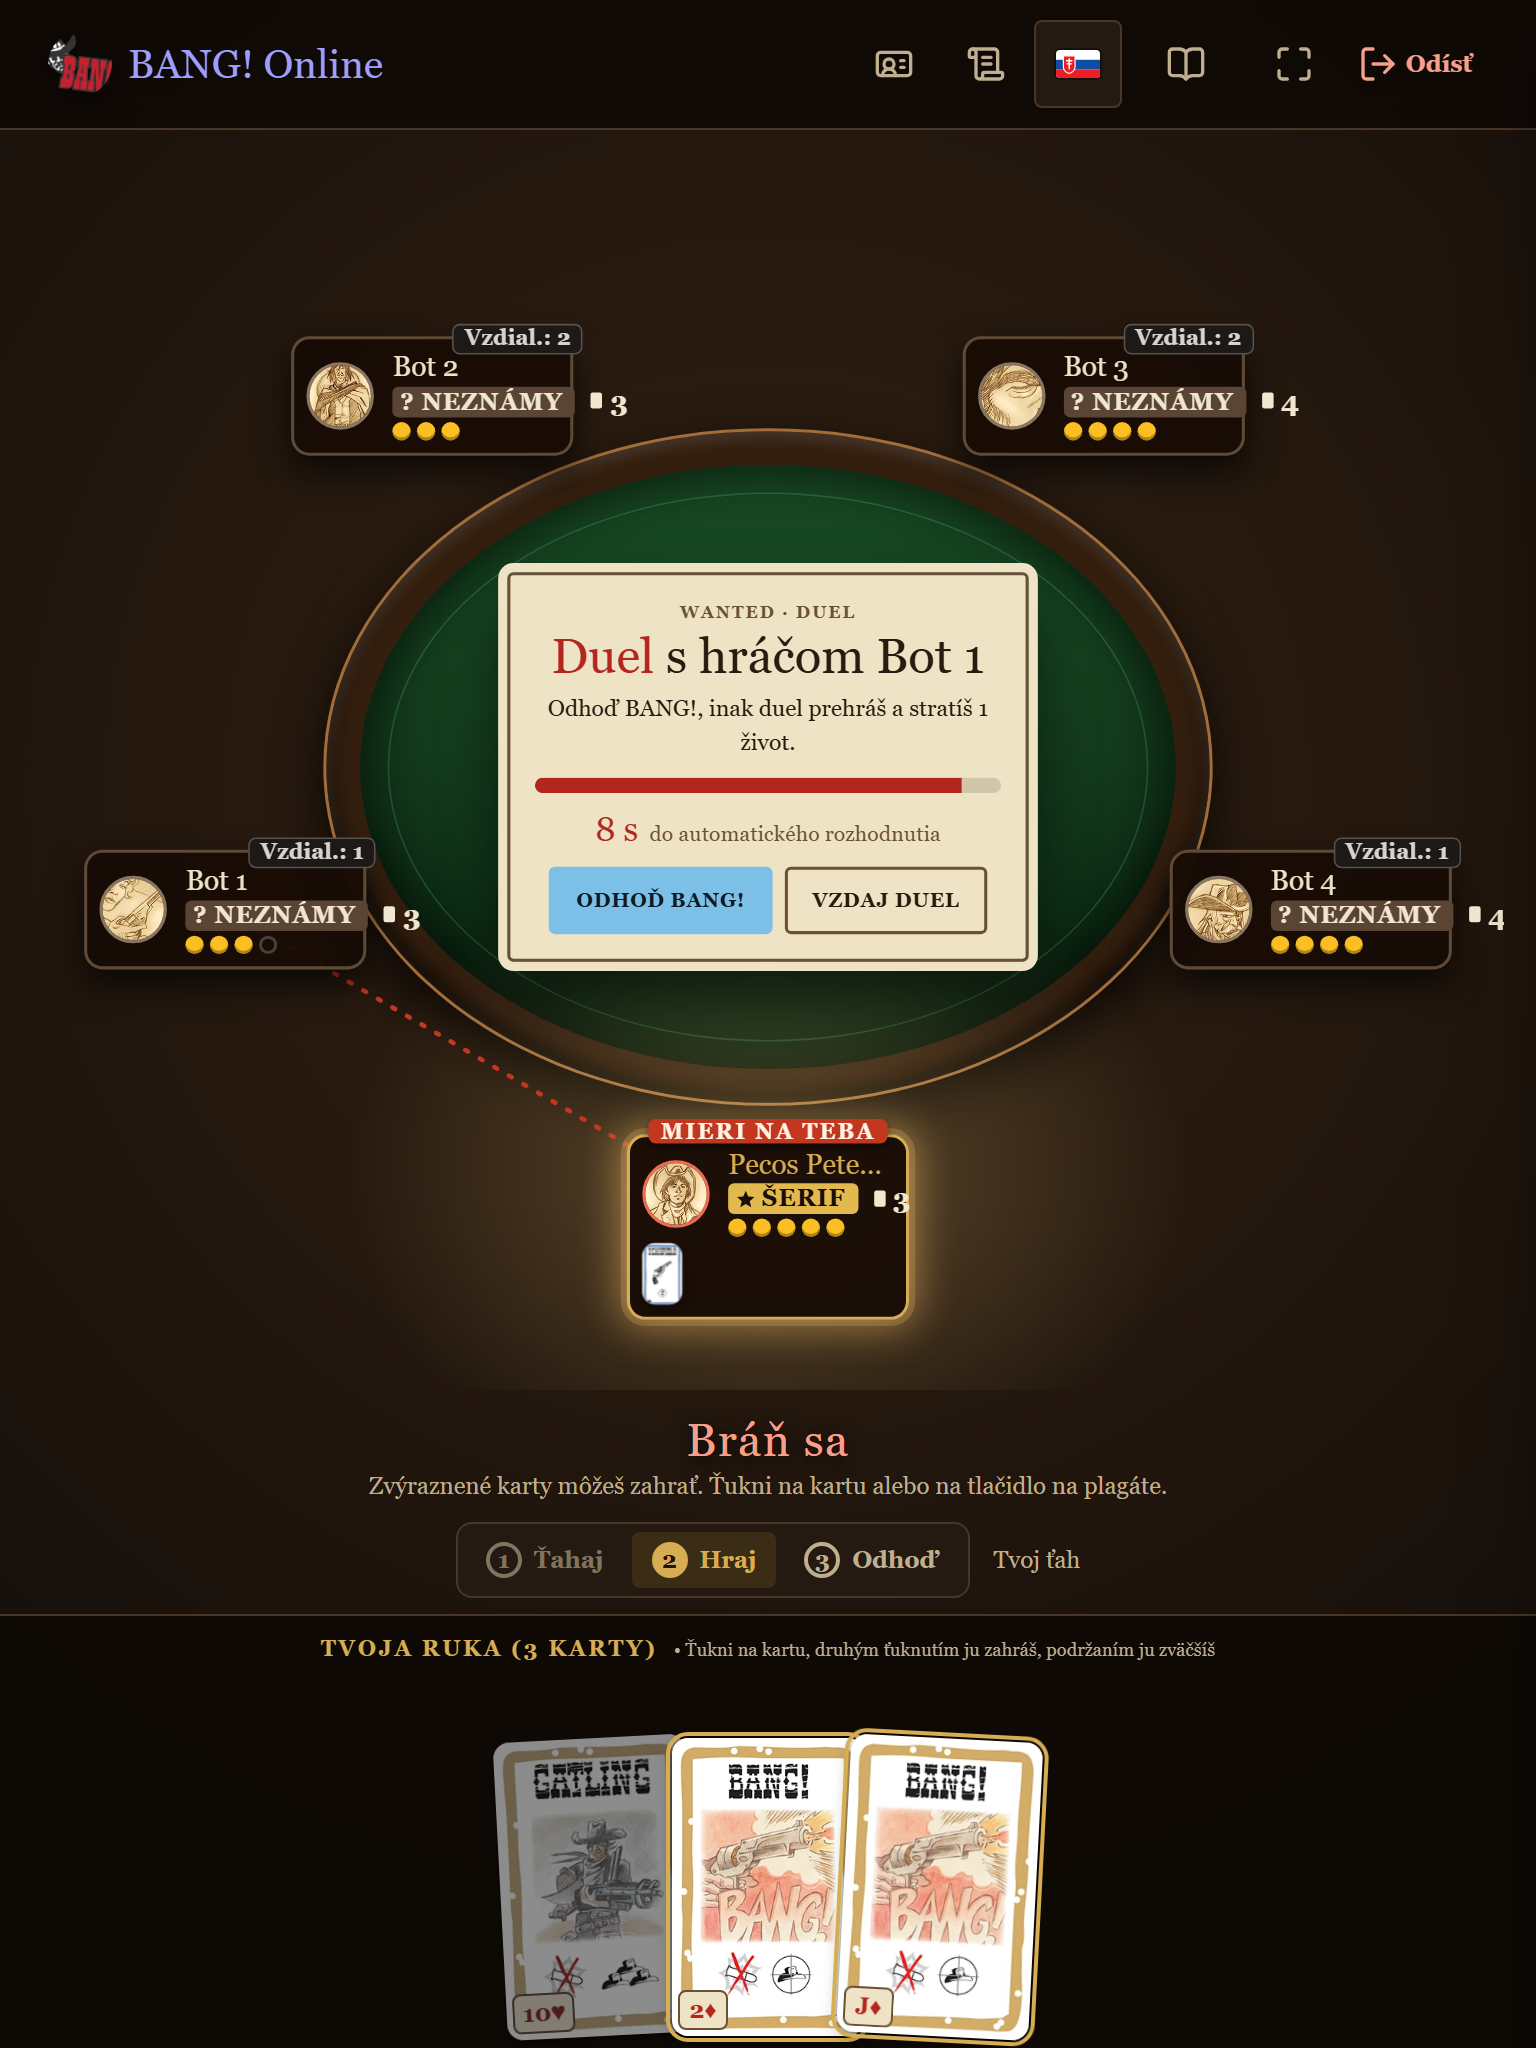 BANG! Online
Odísť
Vzdial.: 2
Bot 2
? NEZNÁMY
3
Vzdial.: 2
Bot 3
? NEZNÁMY
4
WANTED · DUEL
Duel s hráčom Bot 1
Odhoď BANG!, inak duel prehráš a stratíš 1
život.
8 s do automatického rozhodnutia
ODHOĎ BANG!
VZDAJ DUEL
Vzdial.: 1
Bot 1
? NEZNÁMY
3
Vzdial.: 1
Bot 4
? NEZNÁMY
4
MIERI NA TEBA
Pecos Pete...
★ ŠERIF
3
Bráň sa
Zvýraznené karty môžeš zahrať. Ťukni na kartu alebo na tlačidlo na plagáte.
1 Ťahaj
2 Hraj
3 Odhoď
Tvoj ťah
TVOJA RUKA (3 KARTY) • Ťukni na kartu, druhým ťuknutím ju zahráš, podržaním ju zväčšíš
GATLING
10♥
BANG!
BANG!
2♦
BANG!
BANG!
J♦